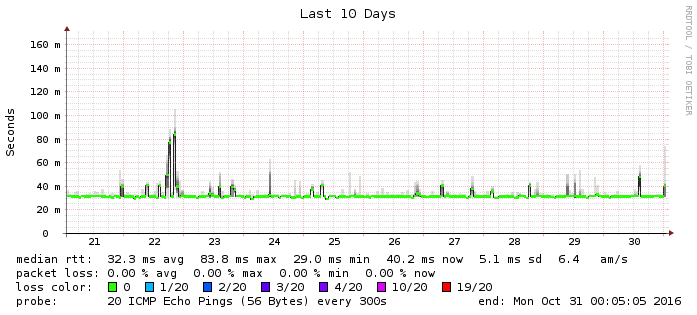 Last 10 Days
RRDTOOL / TOBI OETIKER
Seconds
160 m
140 m
120 m
100 m
80 m
60 m
40 m
20 m
0
21 22 23 24 25 26 27 28 29 30
median rtt: 32.3 ms avg 83.8 ms max 29.0 ms min 40.2 ms now 5.1 ms sd 6.4 am/s
packet loss: 0.00 % avg 0.00 % max 0.00 % min 0.00 % now
loss color: 0 1/20 2/20 3/20 4/20 10/20 19/20
probe: 20 ICMP Echo Pings (56 Bytes) every 300s end: Mon Oct 31 00:05:05 2016